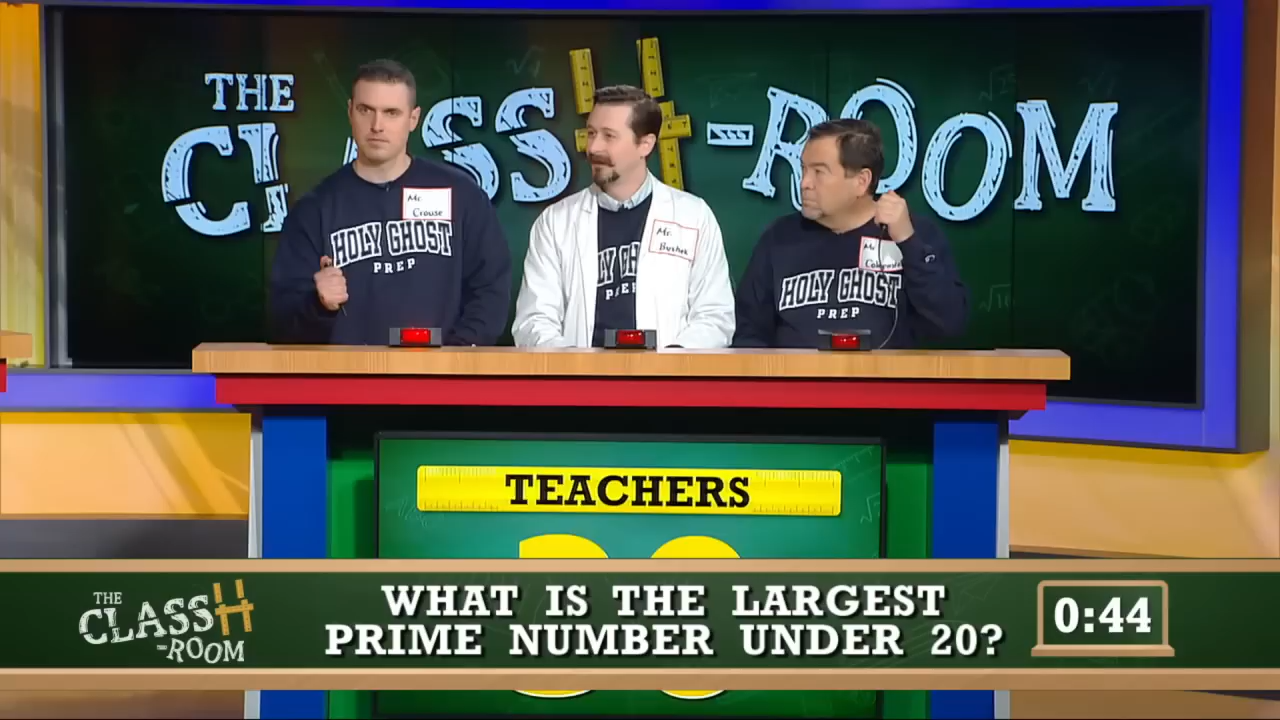 THE
CLASSH-ROOM
Mr.
Crouse
HOLY GHOST
PREP
Mr.
HOLY GHOST
PREP
Mr
TEACHERS
THE
CLASSH
-ROOM
WHAT IS THE LARGEST
PRIME NUMBER UNDER 20?
0:44